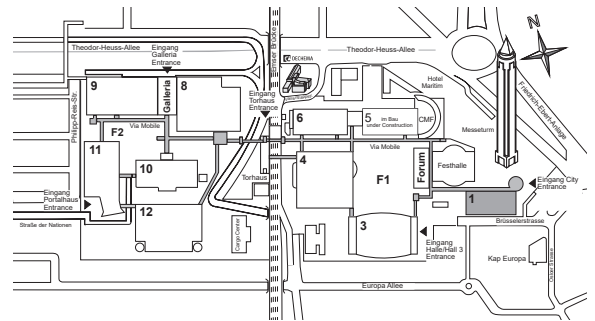 Theodor-Heuss-Allee
Eingang
Galleria
Entrance
Emser Brücke
DECHEMA
Theodor-Heuss-Allee
N
Hotel
Maritim
Friedrich-Ebert-Anlage
Philipp-Reis-Str.
9
Galleria
8
Eingang
Torhaus
Entrance
6
5 im Bau
under Construction
CMF
Messeturm
F2
Via Mobile
Via Mobile
11
10
Torhaus
4
F1
Forum
Festhalle
Eingang City
Entrance
Eingang
Portalhaus
Entrance
12
1
Straße der Nationen
Cargo Center
3
Eingang
Halle/Hall 3
Entrance
Brüsselerstrasse
Kap Europa
Europa Allee